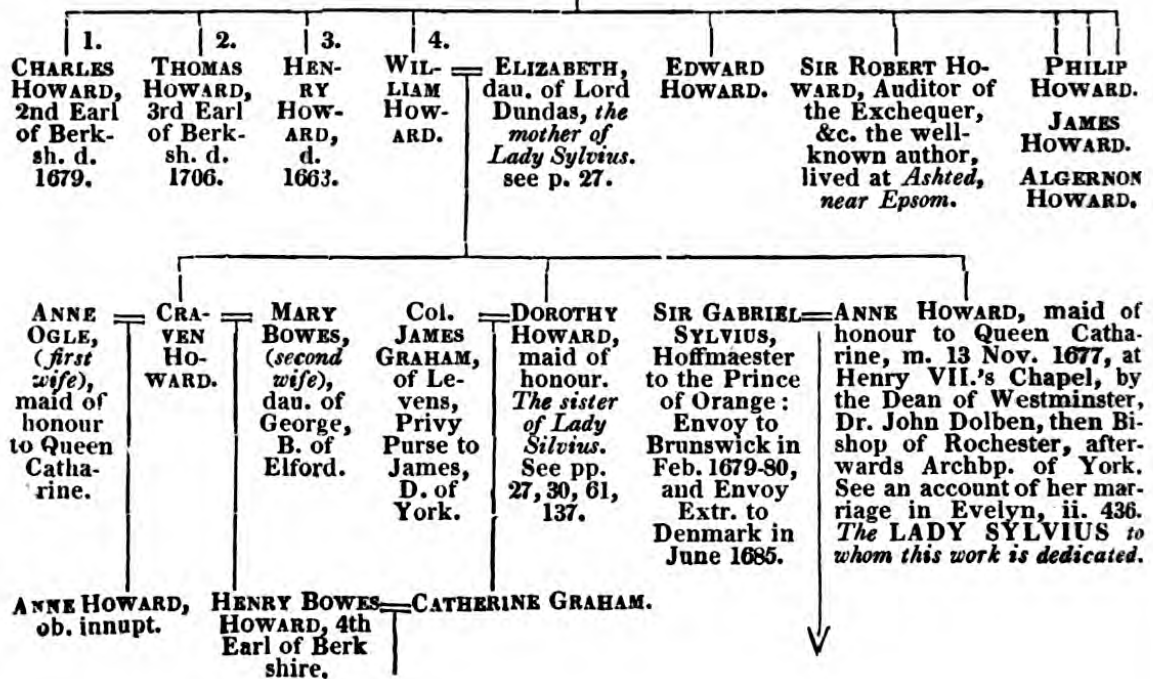 1.
CHARLES
HOWARD,
2nd Earl
of Berk-
sh. d.
1679.
2.
THOMAS
HOWARD,
3rd Earl
of Berk-
sh. d.
1706.
3.
HEN-
RY
HOW-
ARD,
d.
1663.
4.
WIL-
LIAM
HOW-
ARD.
ELIZABETH,
dau. of Lord
Dundas, the
mother of
Lady Sylvius.
see p. 27.
EDWARD
HOWARD.
SIR ROBERT HO-
WARD, Auditor of
the Exchequer,
&c. the well-
known author,
lived at Ashted,
near Epsom.
PHILIP
HOWARD.
JAMES
HOWARD.
ALGERNON
HOWARD.
ANNE
OGLE,
(first
wife),
maid of
honour
to Queen
Catha-
rine.
CRA-
VEN
HO-
WARD.
MARY
BOWES,
(second
wife),
dau. of
George,
B. of
Elford.
Col.
JAMES
GRAHAM,
of Le-
vens,
Privy
Purse to
James,
D. of
York.
DOROTHY
HOWARD,
maid of
honour.
The sister
of Lady
Silvius.
See pp.
27, 30, 61,
137.
SIR GABRIEL
SYLVIUS,
Hoffmaester
to the Prince
of Orange:
Envoy to
Brunswick in
Feb. 1679-80,
and Envoy
Extr. to
Denmark in
June 1685.
ANNE HOWARD, maid of
honour to Queen Catha-
rine, m. 13 Nov. 1677, at
Henry VII.'s Chapel, by
the Dean of Westminster,
Dr. John Dolben, then Bi-
shop of Rochester, after-
wards Archbp. of York.
See an account of her mar-
riage in Evelyn, ii. 436.
The LADY SYLVIUS to
whom this work is dedicated.
ANNE HOWARD,
ob. innupt.
HENRY BOWES
HOWARD, 4th
Earl of Berk
shire.
CATHERINE GRAHAM.